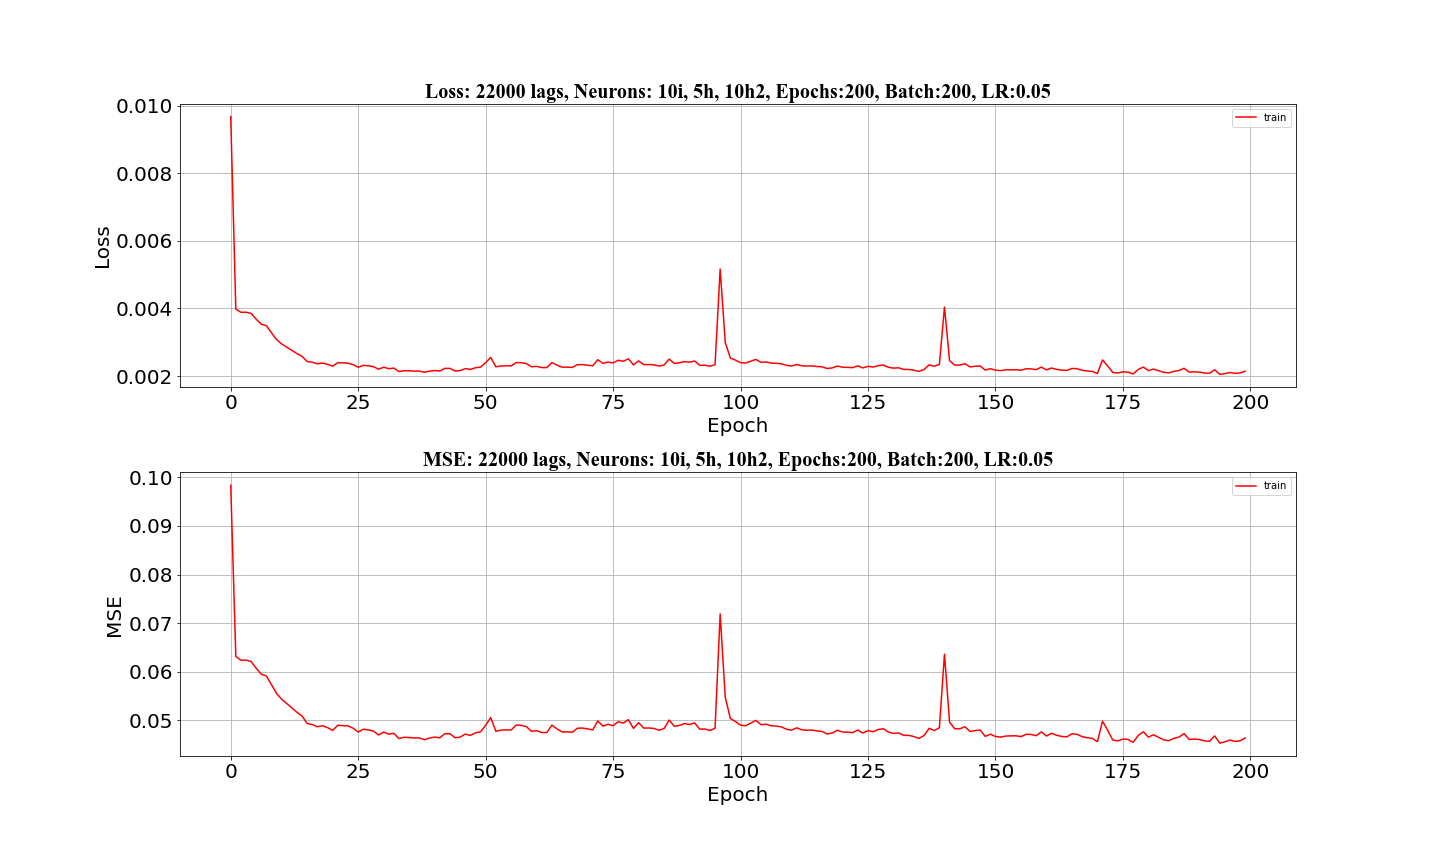 Loss: 22000 lags, Neurons: 10i, 5h, 10h2, Epochs:200, Batch:200, LR:0.05
0.010
train
0.008
0.006
Loss
0.004
0.002
0 25 50 75 100 125 150 175 200
Epoch
MSE: 22000 lags, Neurons: 10i, 5h, 10h2, Epochs:200, Batch:200, LR:0.05
0.10
train
0.09
0.08
0.07
MSE
0.06
0.05
0 25 50 75 100 125 150 175 200
Epoch